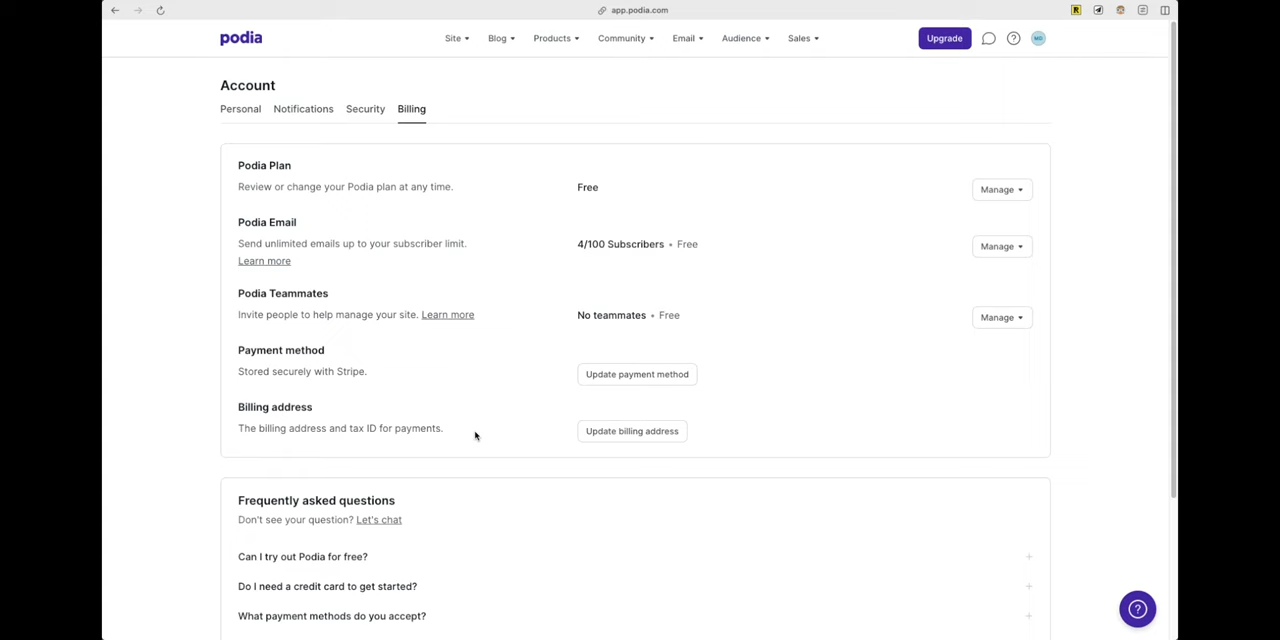 app.podia.com
podia
Site Blog Products Community Email Audience Sales Upgrade MD
Account
Personal Notifications Security Billing
Podia Plan
Review or change your Podia plan at any time. Free Manage
Podia Email
Send unlimited emails up to your subscriber limit. 4/100 Subscribers • Free Manage
Learn more
Podia Teammates
Invite people to help manage your site. Learn more No teammates • Free Manage
Payment method
Stored securely with Stripe. Update payment method
Billing address
The billing address and tax ID for payments. Update billing address
Frequently asked questions
Don't see your question? Let's chat
Can I try out Podia for free?
Do I need a credit card to get started?
What payment methods do you accept?